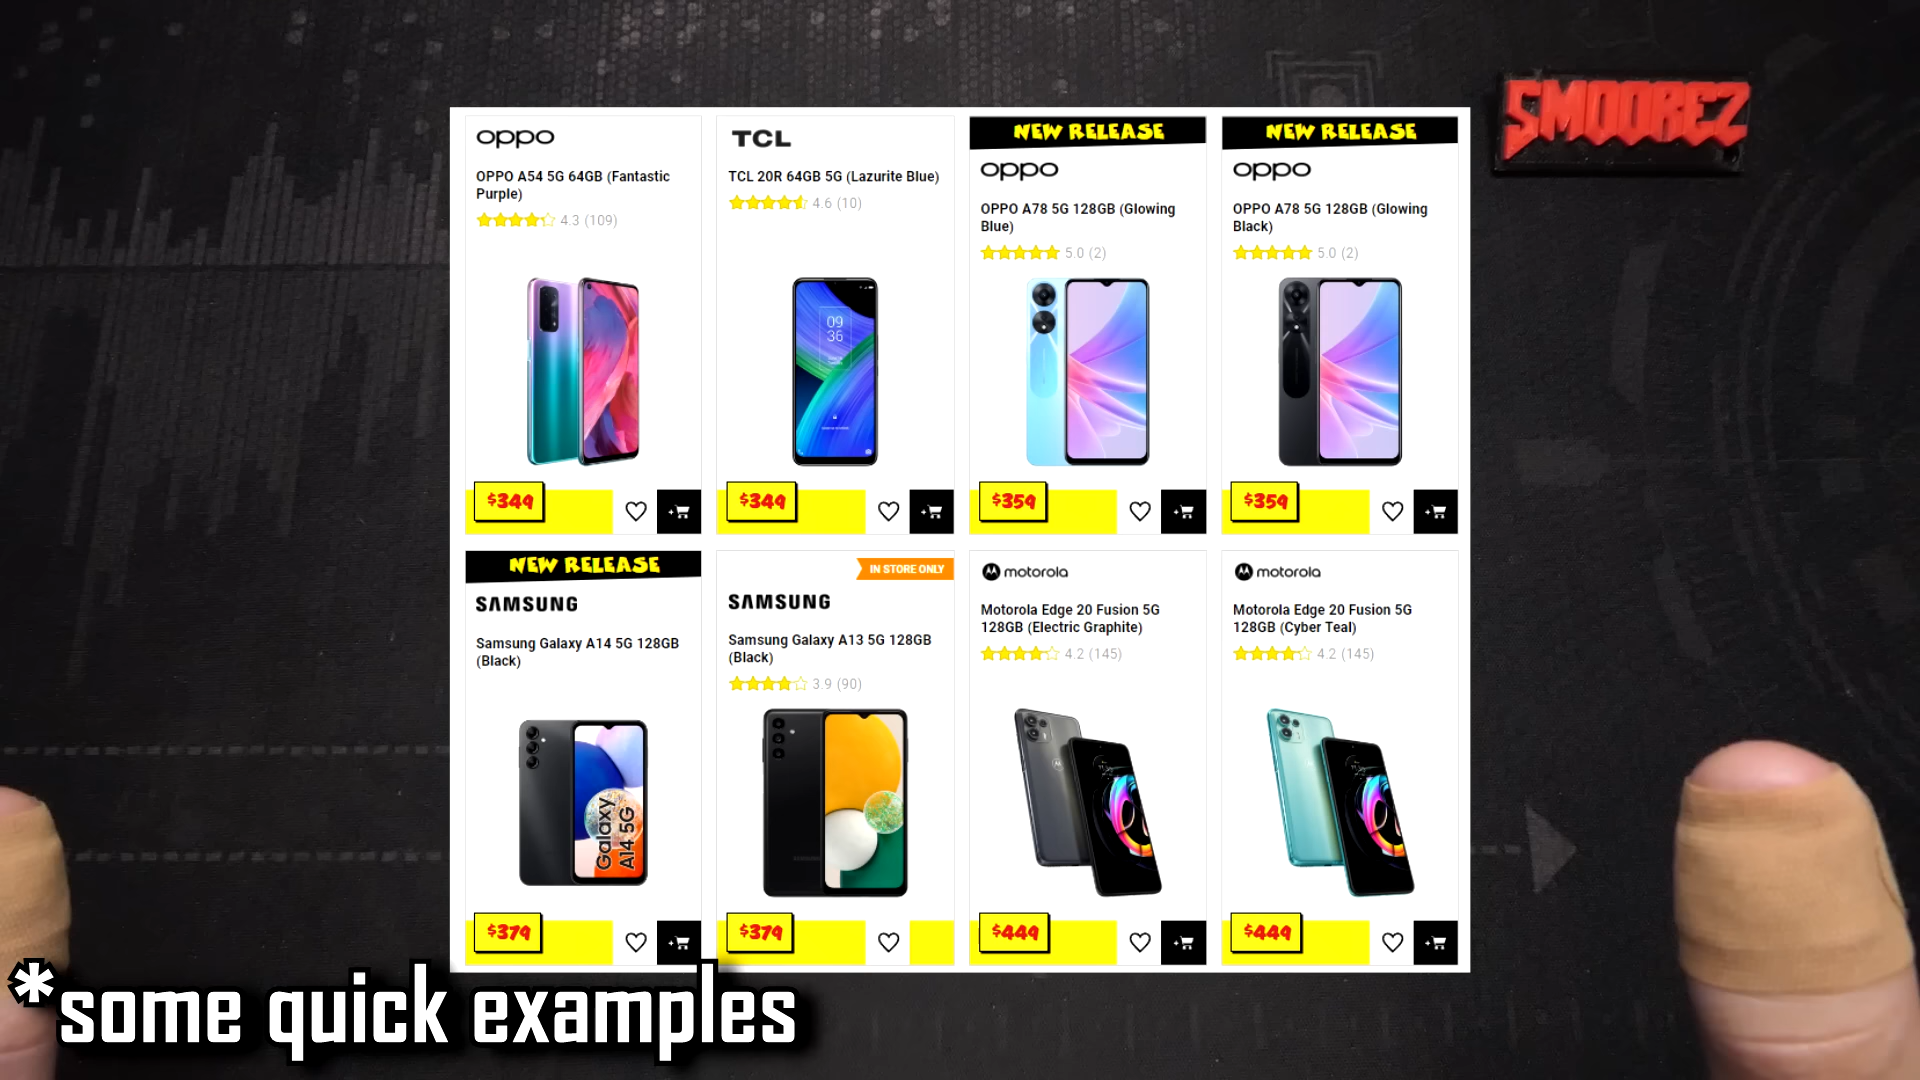 SMOOREZ
oppo
OPPO A54 5G 64GB (Fantastic
Purple)
4.3 (109)
$349
TCL
TCL 20R 64GB 5G (Lazurite Blue)
4.6 (10)
09
36
$349
NEW RELEASE
oppo
OPPO A78 5G 128GB (Glowing
Blue)
5.0 (2)
$359
NEW RELEASE
oppo
OPPO A78 5G 128GB (Glowing
Black)
5.0 (2)
$359
NEW RELEASE
SAMSUNG
Samsung Galaxy A14 5G 128GB
(Black)
Galaxy
A14 5G
$379
IN STORE ONLY
SAMSUNG
Samsung Galaxy A13 5G 128GB
(Black)
3.9 (90)
$379
motorola
Motorola Edge 20 Fusion 5G
128GB (Electric Graphite)
4.2 (145)
$449
motorola
Motorola Edge 20 Fusion 5G
128GB (Cyber Teal)
4.2 (145)
$449
*some quick examples